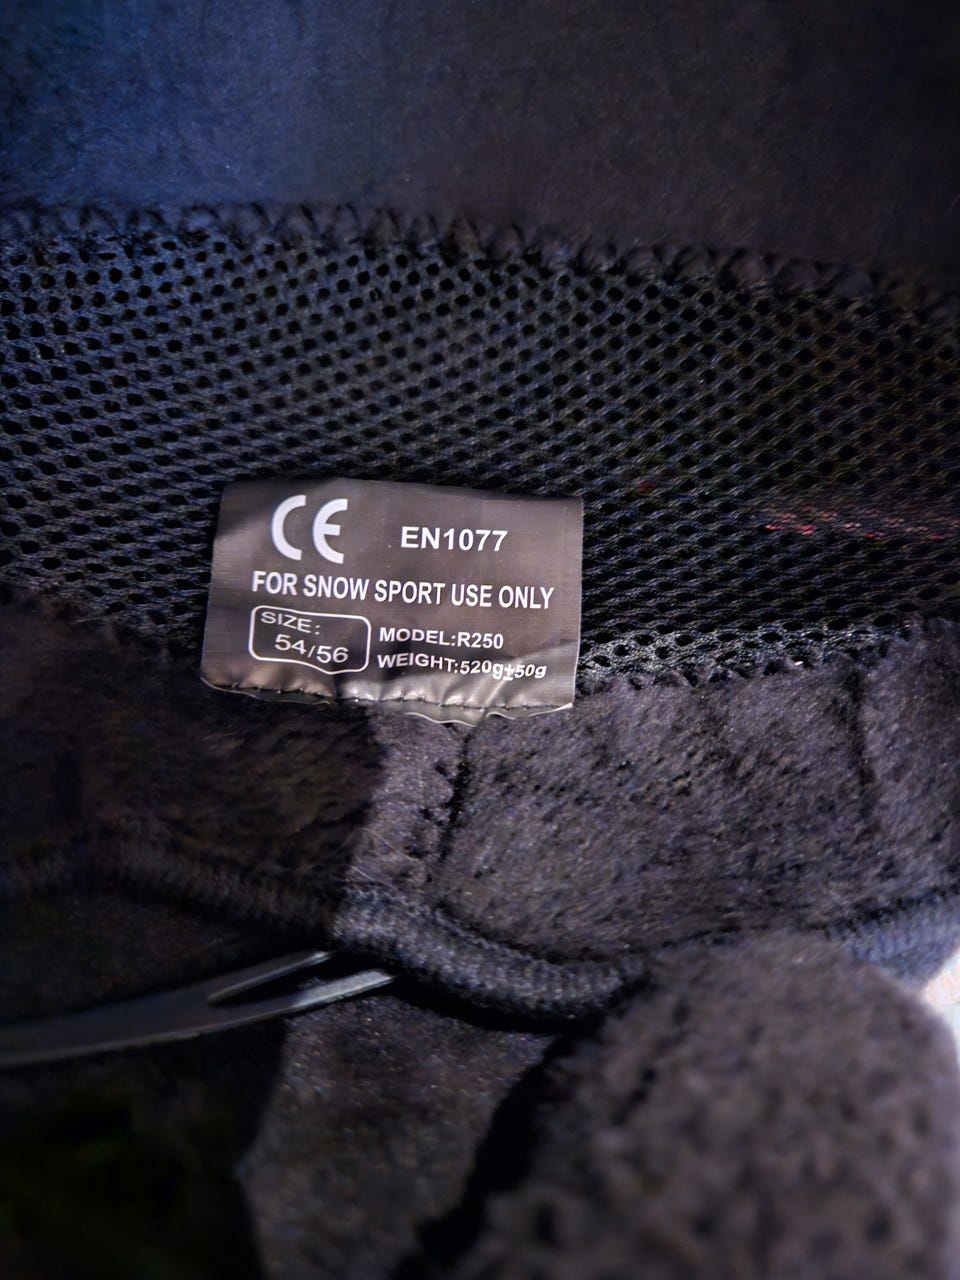 CE EN1077
FOR SNOW SPORT USE ONLY
SIZE:
54/56
MODEL:R250
WEIGHT:520g±50g